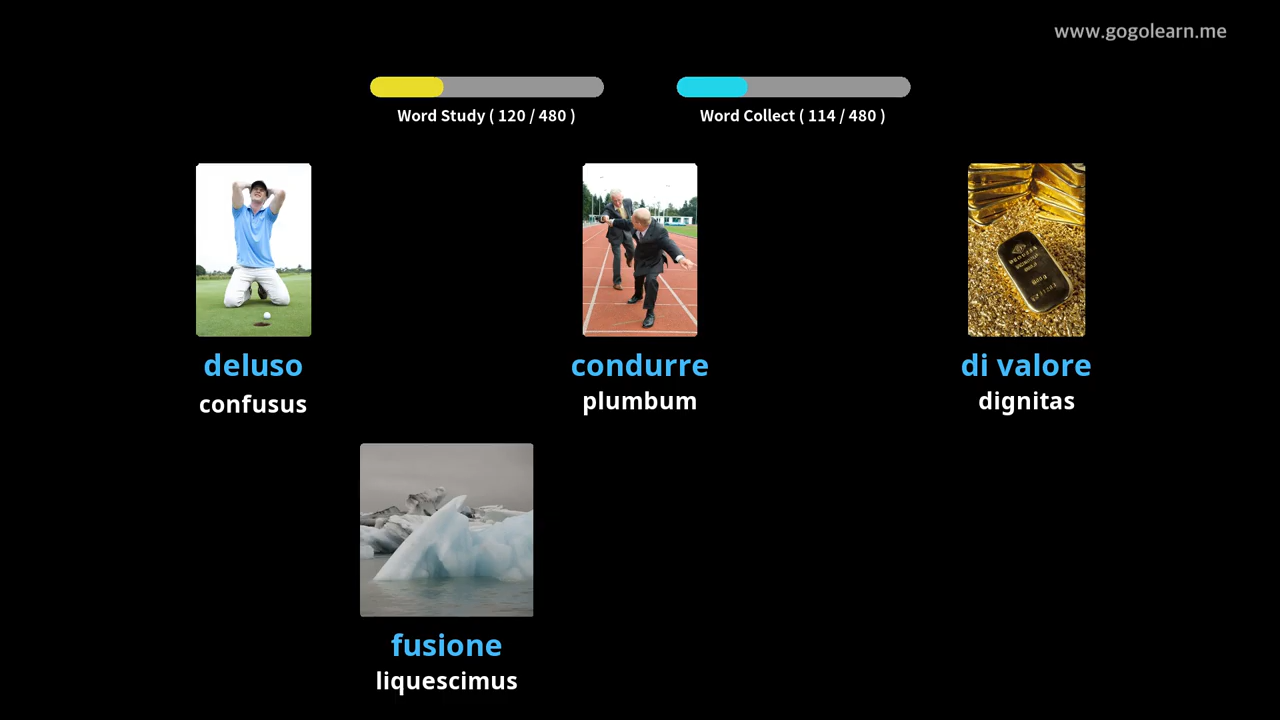 www.gogolearn.me
Word Study ( 120 / 480 )
Word Collect ( 114 / 480 )
deluso
confusus
condurre
plumbum
di valore
dignitas
fusione
liquescimus